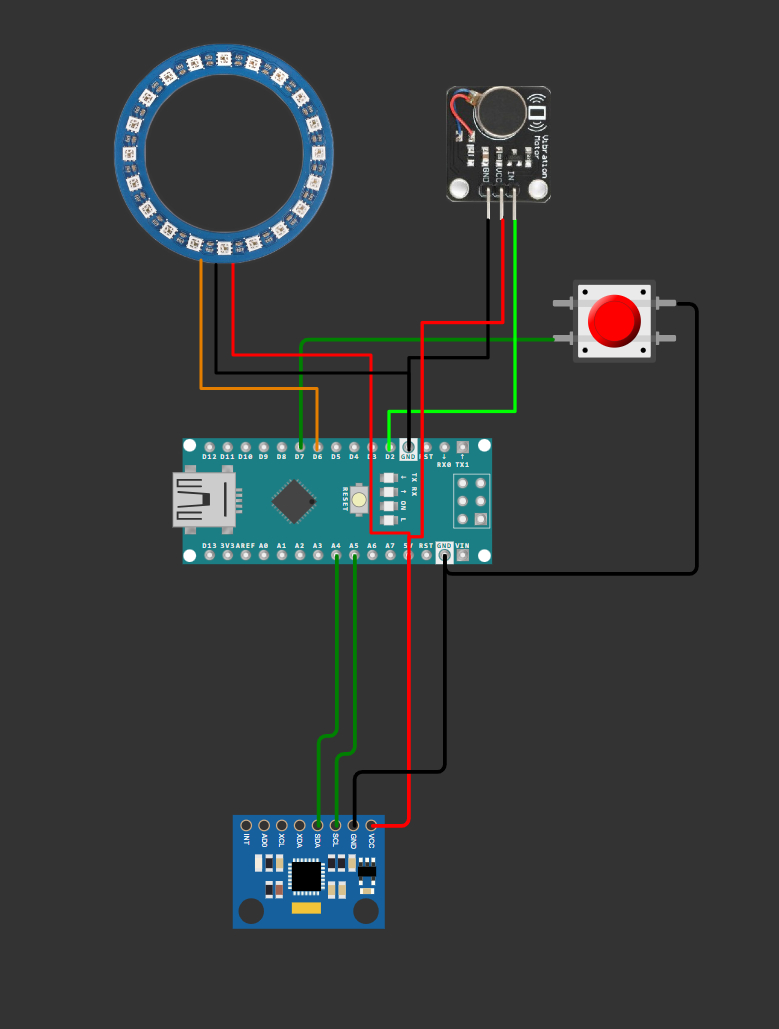 Vibration
Motor
GND
VCC
IN
D12 D11 D10 D9 D8 D7 D6 D5 D4 D3 D2 GND RST ↓ ↑
RX0 TX1
RESET
TX RX
↓ ↑ ON L
D13 3V3 AREF A0 A1 A2 A3 A4 A5 A6 A7 5V RST GND VIN
INT AD0 XCL XDA SDA SCL GND VCC